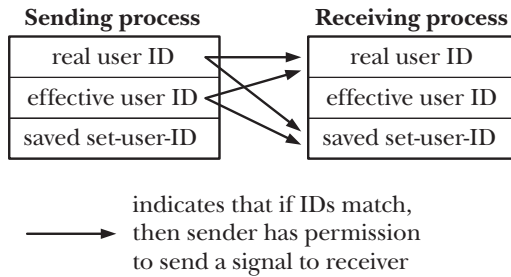 Sending process Receiving process
real user ID real user ID
effective user ID effective user ID
saved set-user-ID saved set-user-ID
indicates that if IDs match,
then sender has permission
to send a signal to receiver